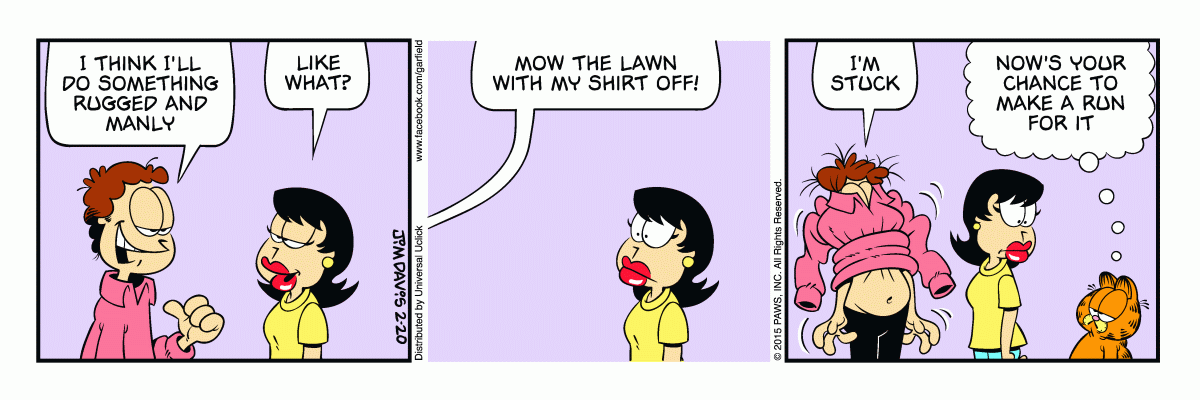 I THINK I'LL
DO SOMETHING
RUGGED AND
MANLY
LIKE
WHAT?
JIM DAVIS 2-20
www.facebook.com/garfield
Distributed by Universal Uclick
MOW THE LAWN
WITH MY SHIRT OFF!
© 2015 PAWS, INC. All Rights Reserved.
I'M
STUCK
NOW'S YOUR
CHANCE TO
MAKE A RUN
FOR IT